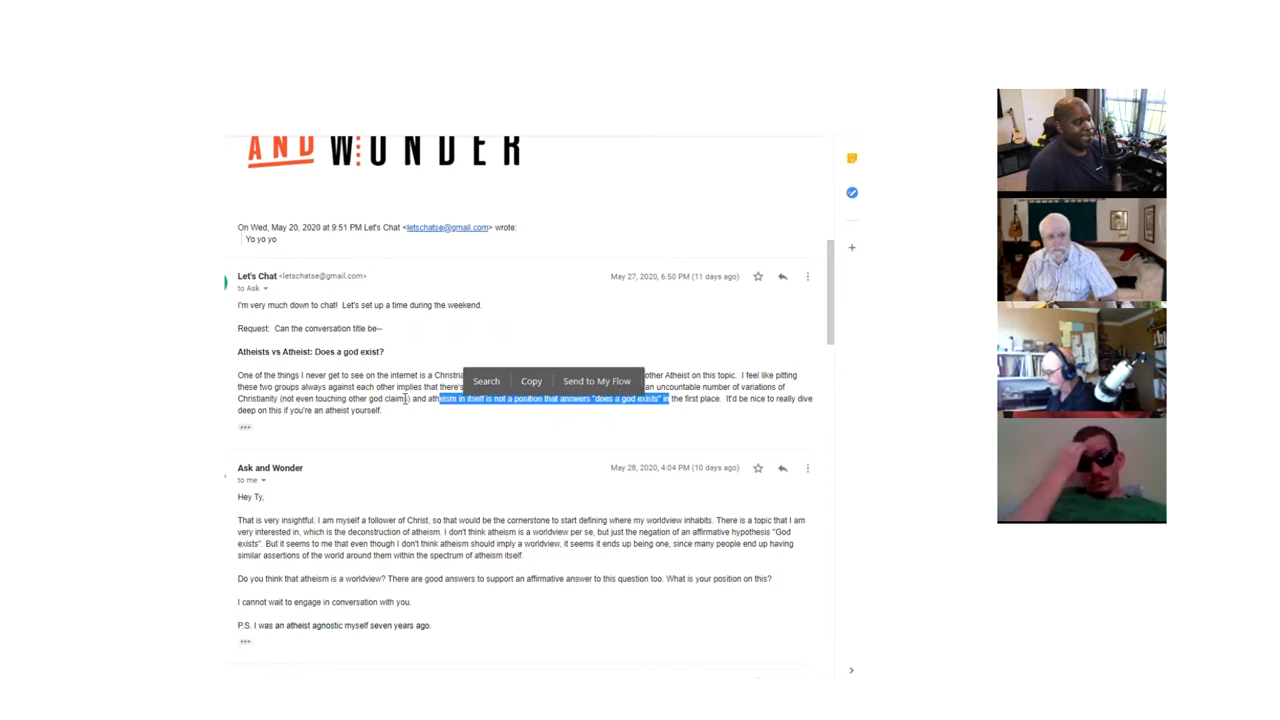 AND WONDER
On Wed, May 20, 2020 at 9:51 PM Let's Chat <letschatse@gmail.com> wrote:
Yo yo yo
Let's Chat <letschatse@gmail.com>
May 27, 2020, 6:50 PM (11 days ago)
to Ask
I'm very much down to chat! Let's set up a time during the weekend.
Request: Can the conversation title be--
Atheists vs Atheist: Does a god exist?
One of the things I never get to see on the internet is a Christia other Atheist on this topic. I feel like pitting
Search Copy Send to My Flow
these two groups always against each other implies that there's an uncountable number of variations of
Christianity (not even touching other god claims) and atheism in itself is not a position that answers "does a god exists" in the first place. It'd be nice to really dive
deep on this if you're an atheist yourself.
Ask and Wonder
May 28, 2020, 4:04 PM (10 days ago)
to me
Hey Ty,
That is very insightful. I am myself a follower of Christ, so that would be the cornerstone to start defining where my worldview inhabits. There is a topic that I am
very interested in, which is the deconstruction of atheism. I don't think atheism is a worldview per se, but just the negation of an affirmative hypothesis "God
exists". But it seems to me that even though I don't think atheism should imply a worldview, it seems it ends up being one, since many people end up having
similar assertions of the world around them within the spectrum of atheism itself.
Do you think that atheism is a worldview? There are good answers to support an affirmative answer to this question too. What is your position on this?
I cannot wait to engage in conversation with you.
P.S. I was an atheist agnostic myself seven years ago.